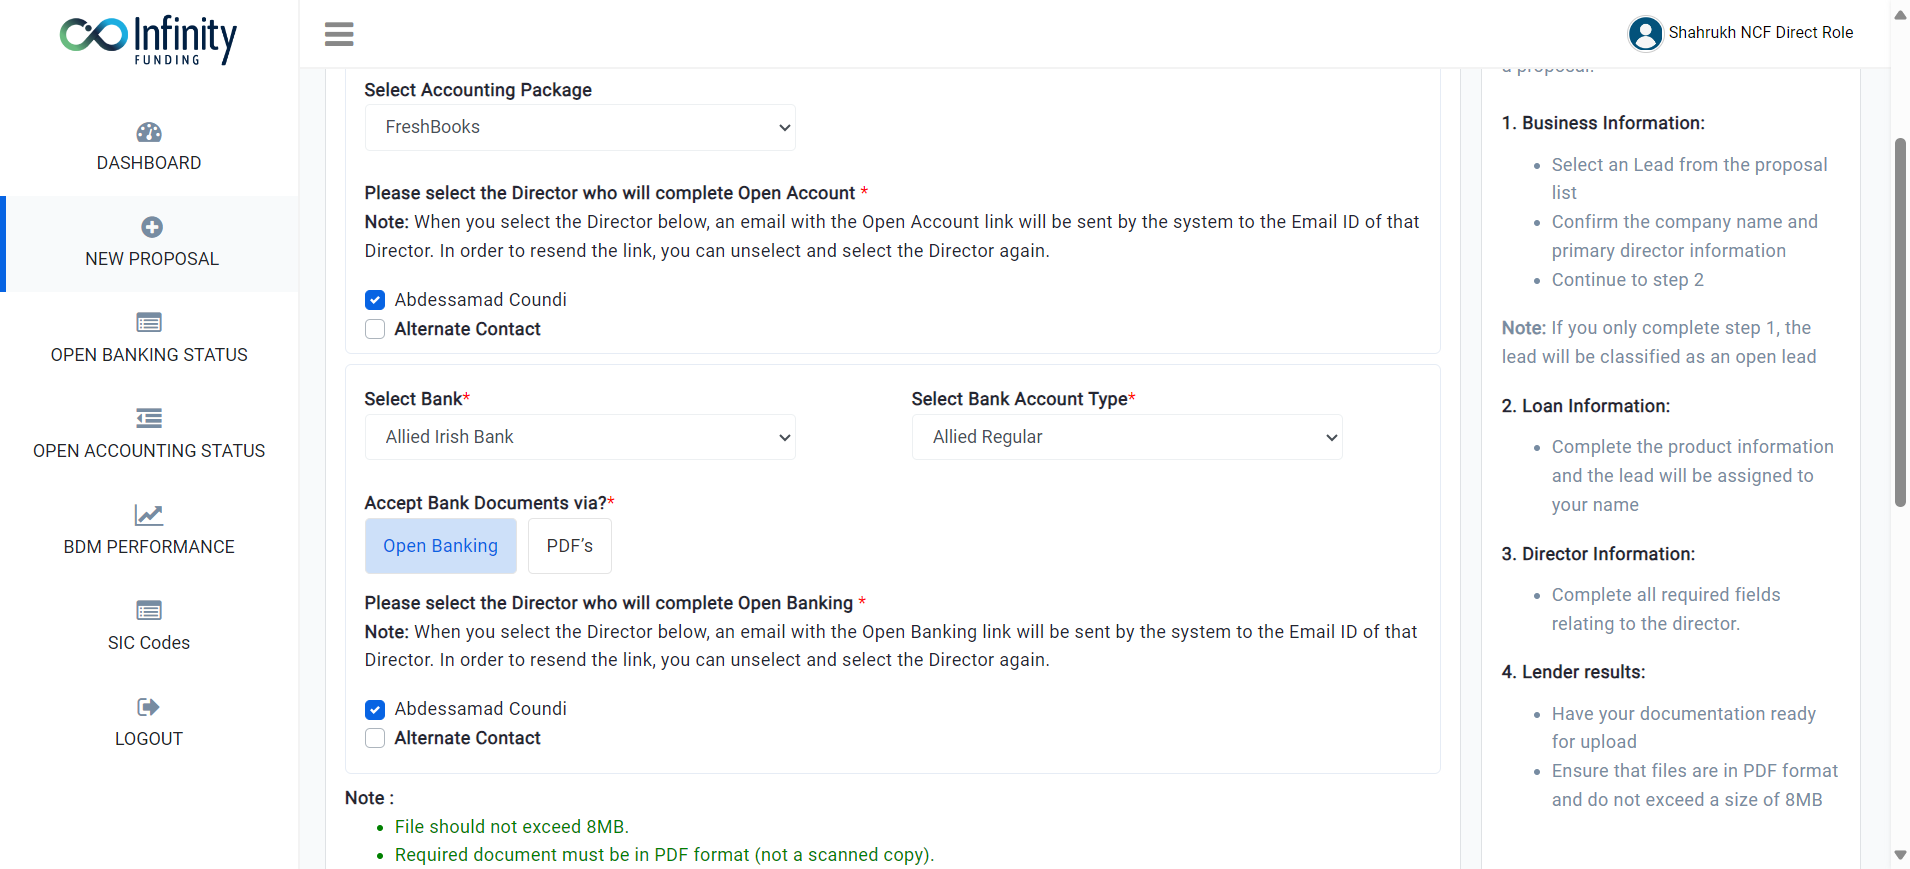 Infinity
FUNDING
Shahrukh NCF Direct Role
DASHBOARD
NEW PROPOSAL
OPEN BANKING STATUS
OPEN ACCOUNTING STATUS
BDM PERFORMANCE
SIC Codes
LOGOUT
Select Accounting Package
FreshBooks
Please select the Director who will complete Open Account *
Note: When you select the Director below, an email with the Open Account link will be sent by the system to the Email ID of that
Director. In order to resend the link, you can unselect and select the Director again.
Abdessamad Coundi
Alternate Contact
Select Bank*
Allied Irish Bank
Select Bank Account Type*
Allied Regular
Accept Bank Documents via?*
Open Banking
PDF’s
Please select the Director who will complete Open Banking *
Note: When you select the Director below, an email with the Open Banking link will be sent by the system to the Email ID of that
Director. In order to resend the link, you can unselect and select the Director again.
Abdessamad Coundi
Alternate Contact
Note :
File should not exceed 8MB.
Required document must be in PDF format (not a scanned copy).
a proposal.
1. Business Information:
Select an Lead from the proposal
list
Confirm the company name and
primary director information
Continue to step 2
Note: If you only complete step 1, the
lead will be classified as an open lead
2. Loan Information:
Complete the product information
and the lead will be assigned to
your name
3. Director Information:
Complete all required fields
relating to the director.
4. Lender results:
Have your documentation ready
for upload
Ensure that files are in PDF format
and do not exceed a size of 8MB